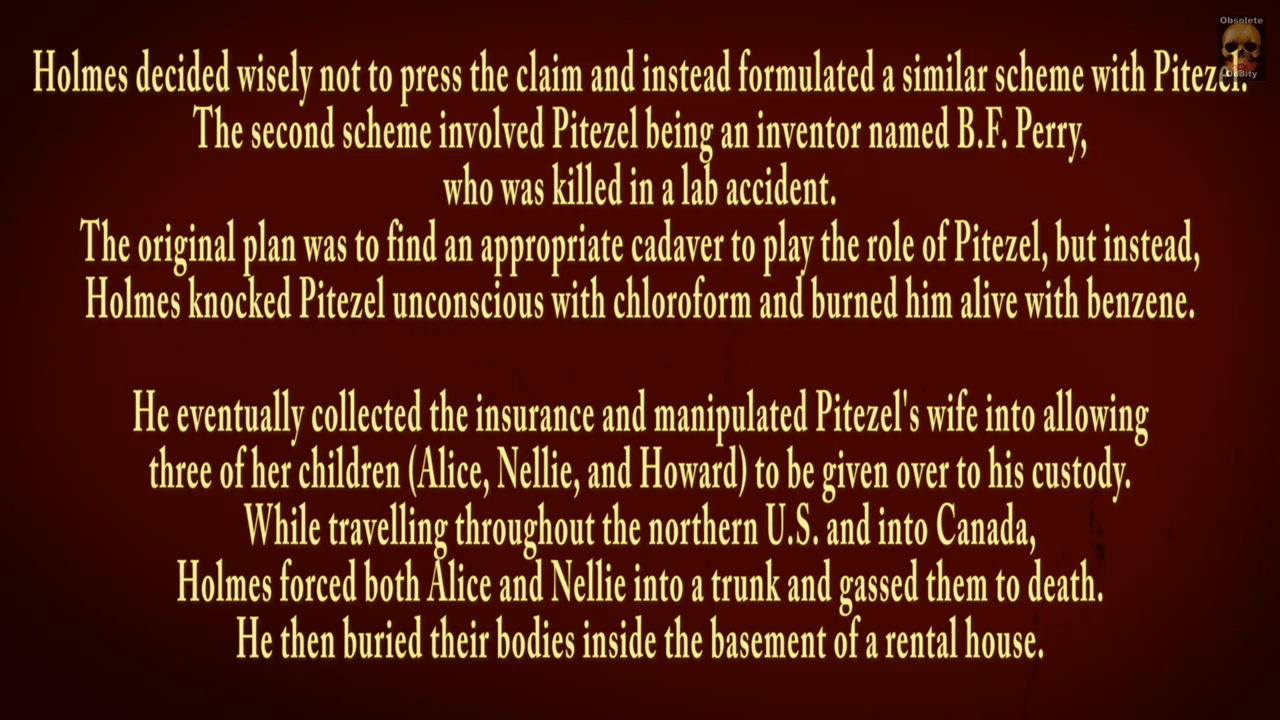 Obsolete
Oddity
Holmes decided wisely not to press the claim and instead formulated a similar scheme with Pitezel.
The second scheme involved Pitezel being an inventor named B.F. Perry,
who was killed in a lab accident.
The original plan was to find an appropriate cadaver to play the role of Pitezel, but instead,
Holmes knocked Pitezel unconscious with chloroform and burned him alive with benzene.
He eventually collected the insurance and manipulated Pitezel's wife into allowing
three of her children (Alice, Nellie, and Howard) to be given over to his custody.
While travelling throughout the northern U.S. and into Canada,
Holmes forced both Alice and Nellie into a trunk and gassed them to death.
He then buried their bodies inside the basement of a rental house.